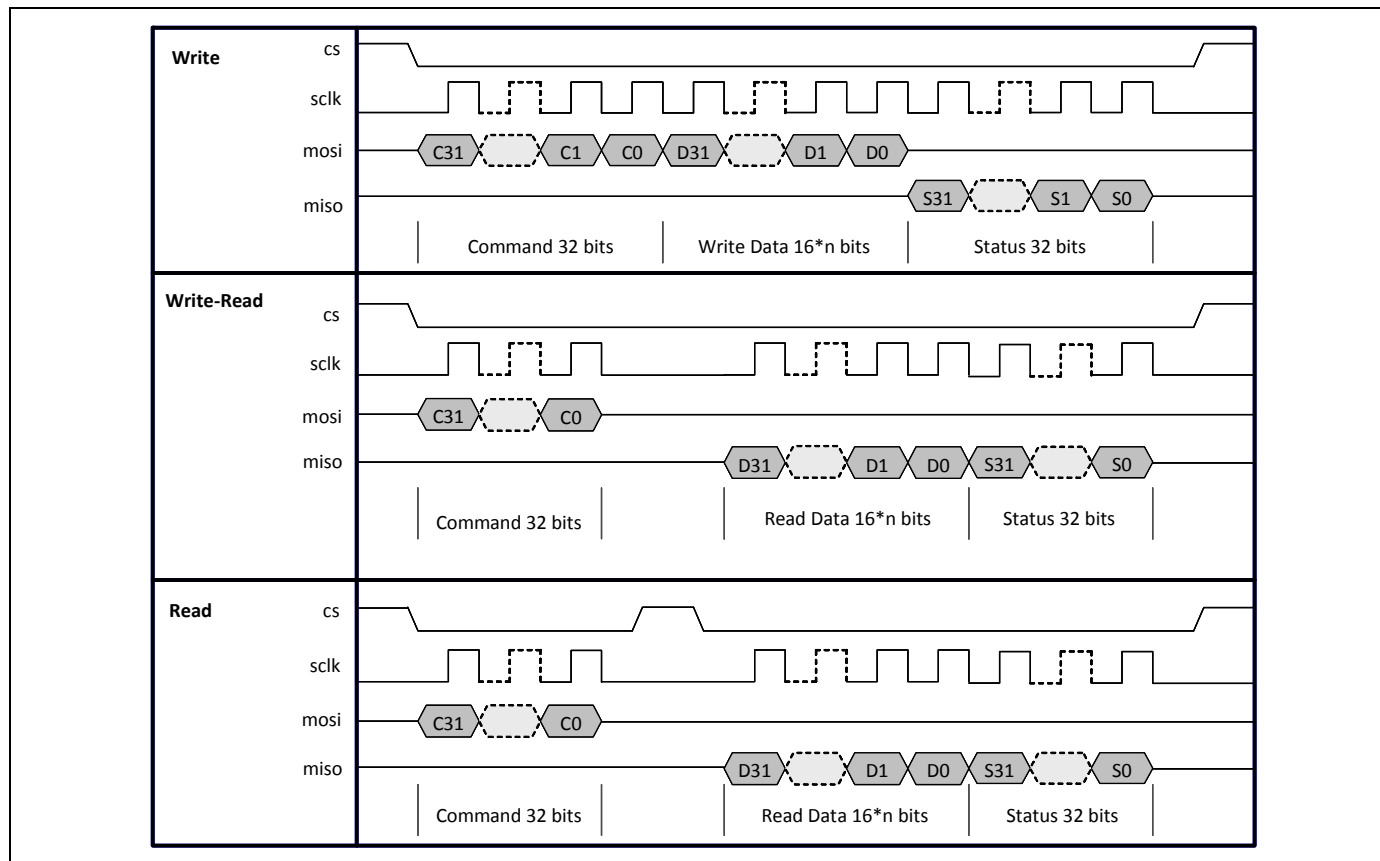 Write
cs
sclk
mosi C31 C1 C0 D31 D1 D0
miso S31 S1 S0
Command 32 bits Write Data 16*n bits Status 32 bits
Write-Read
cs
sclk
mosi C31 C0
miso D31 D1 D0 S31 S0
Command 32 bits Read Data 16*n bits Status 32 bits
Read
cs
sclk
mosi C31 C0
miso D31 D1 D0 S31 S0
Command 32 bits Read Data 16*n bits Status 32 bits